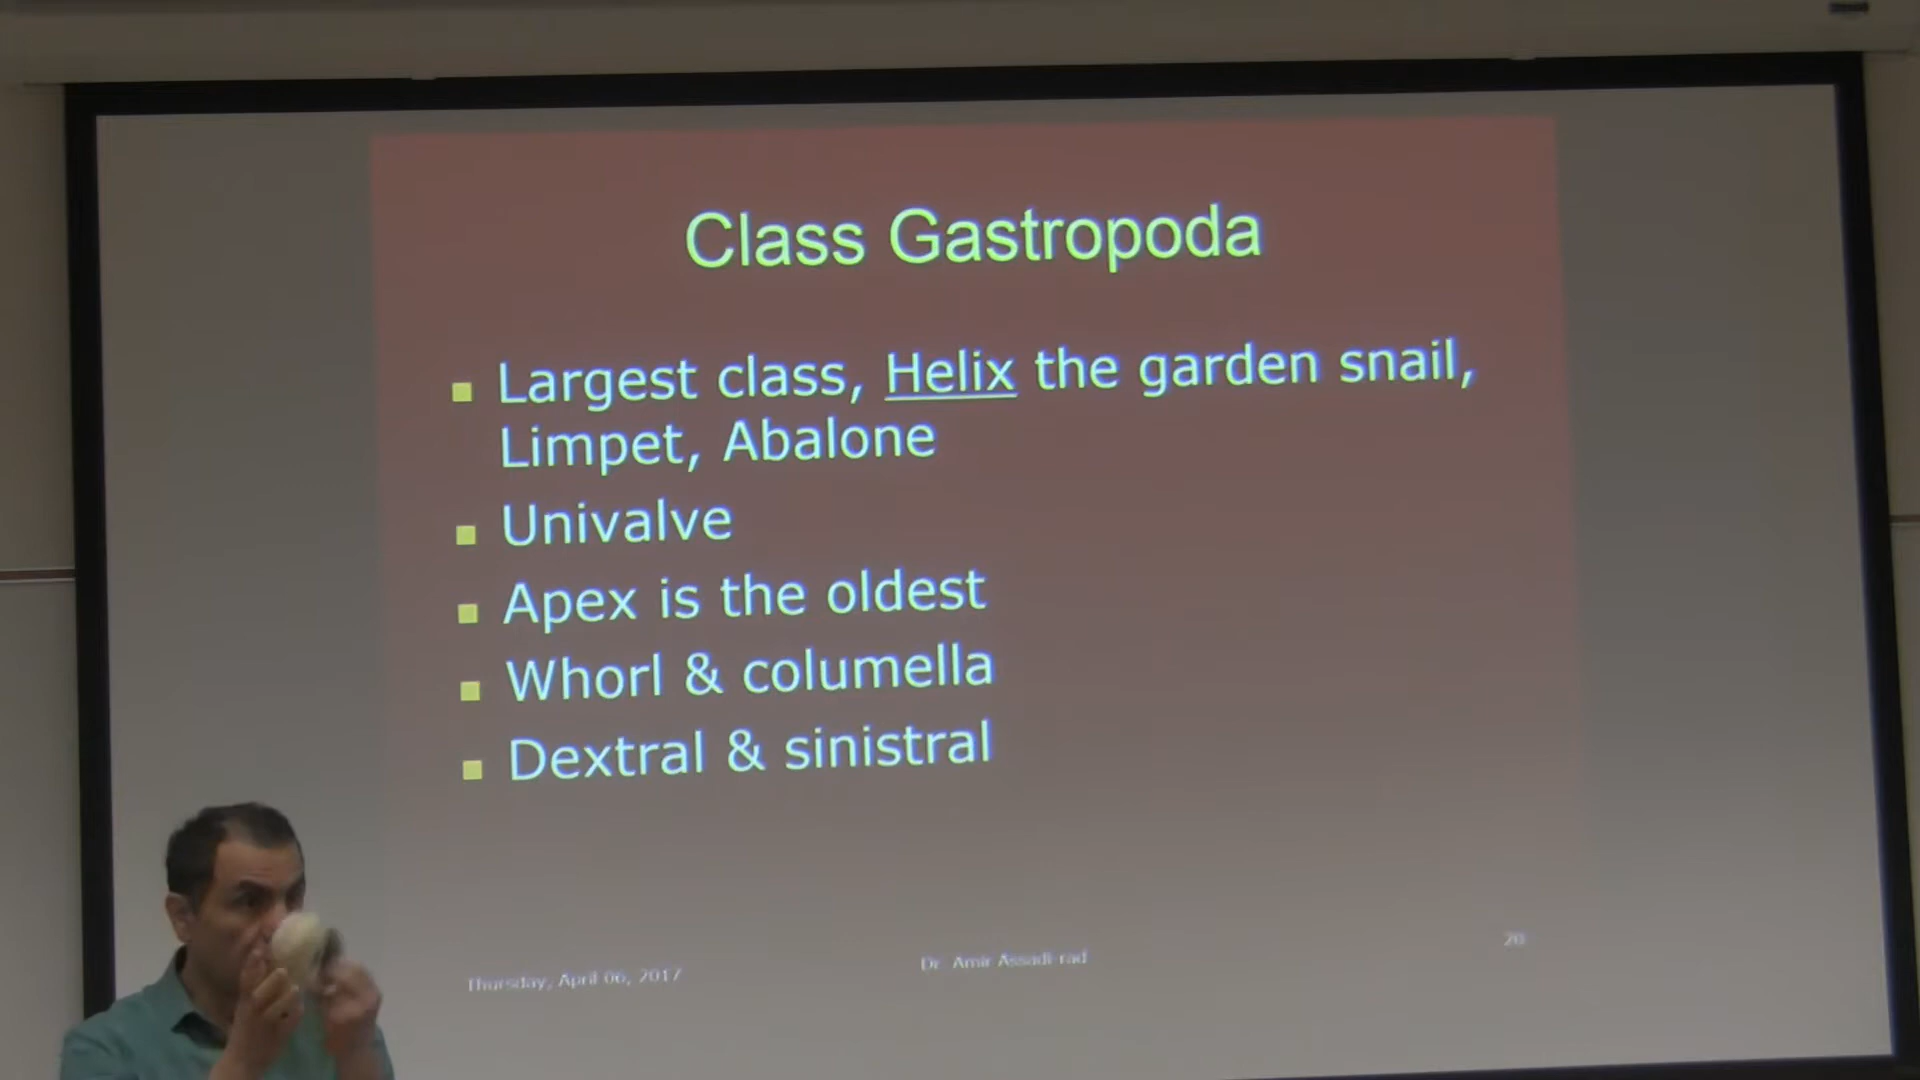 Class Gastropoda
Largest class, Helix the garden snail,
Limpet, Abalone
Univalve
Apex is the oldest
Whorl & columella
Dextral & sinistral
Thursday, April 06, 2017
Dr. Amir Assadi-rad
20